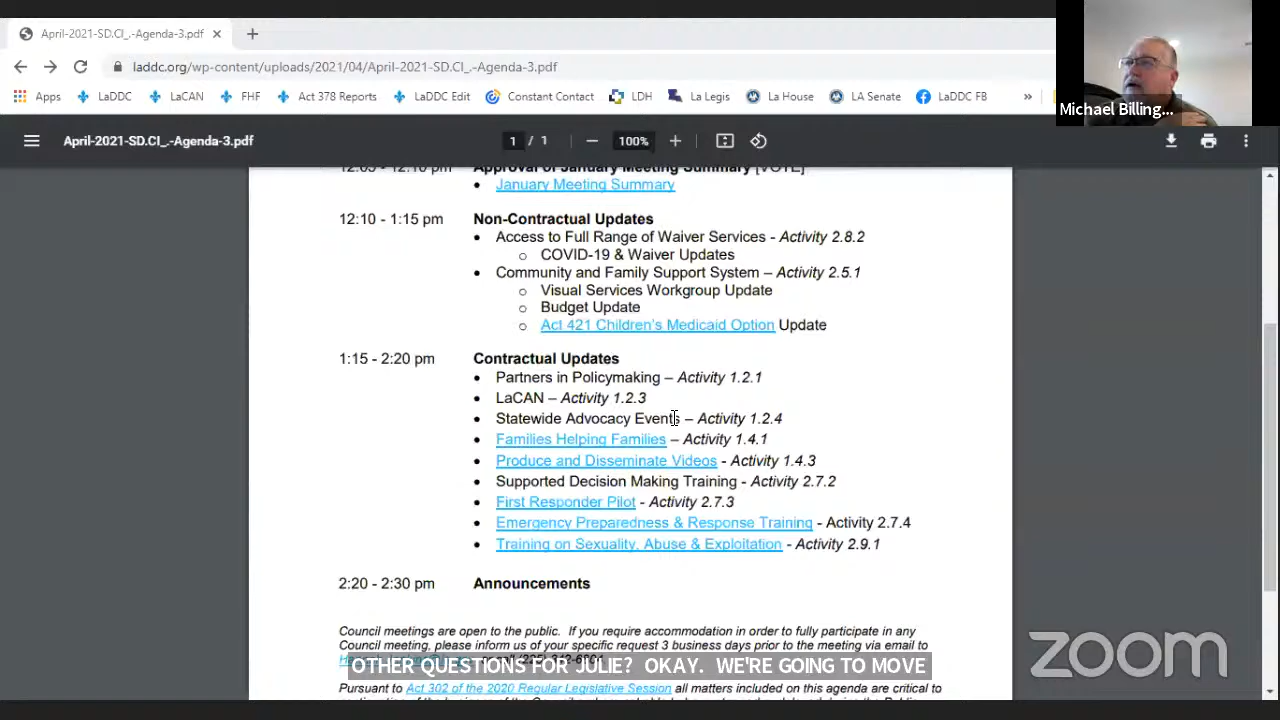 April-2021-SD.CI_.-Agenda-3.pdf
laddc.org/wp-content/uploads/2021/04/April-2021-SD.CI_.-Agenda-3.pdf
Apps LaDDC LaCAN FHF Act 378 Reports LaDDC Edit Constant Contact LDH La Legis La House LA Senate LaDDC FB »
Michael Billing...
April-2021-SD.CI_.-Agenda-3.pdf 1 / 1 100%
12:05 - 12:10 pm Approval of January Meeting Summary [VOTE]
• January Meeting Summary
12:10 - 1:15 pm Non-Contractual Updates
• Access to Full Range of Waiver Services - Activity 2.8.2
o COVID-19 & Waiver Updates
• Community and Family Support System – Activity 2.5.1
o Visual Services Workgroup Update
o Budget Update
o Act 421 Children's Medicaid Option Update
1:15 - 2:20 pm Contractual Updates
• Partners in Policymaking – Activity 1.2.1
• LaCAN – Activity 1.2.3
• Statewide Advocacy Events – Activity 1.2.4
• Families Helping Families – Activity 1.4.1
• Produce and Disseminate Videos - Activity 1.4.3
• Supported Decision Making Training - Activity 2.7.2
• First Responder Pilot - Activity 2.7.3
• Emergency Preparedness & Response Training - Activity 2.7.4
• Training on Sexuality, Abuse & Exploitation - Activity 2.9.1
2:20 - 2:30 pm Announcements
Council meetings are open to the public. If you require accommodation in order to fully participate in any
Council meeting, please inform us of your specific request 3 business days prior to the meeting via email to
OTHER QUESTIONS FOR JULIE? OKAY. WE'RE GOING TO MOVE
Pursuant to Act 302 of the 2020 Regular Legislative Session all matters included on this agenda are critical to
zoom